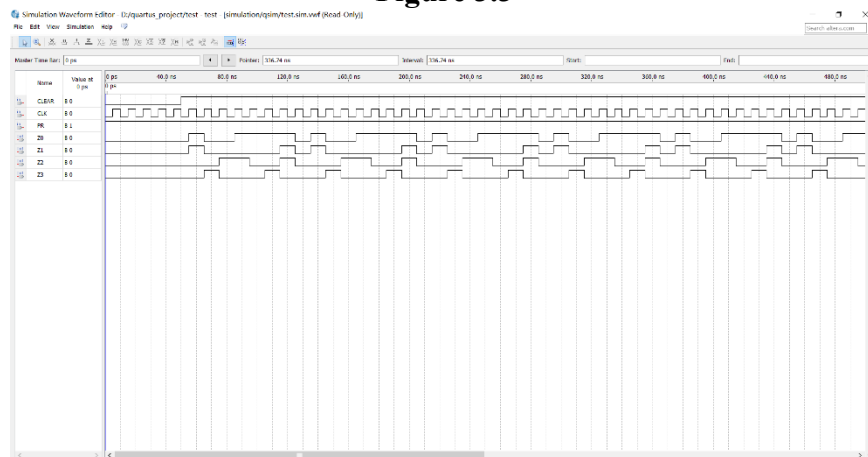 Figure 3.3
Simulation Waveform Editor - D:/quartus_project/test - test - [simulation/qsim/test.sim.vwf (Read-Only)]
File Edit View Simulation Help
Search altera.com
Master Time Bar: 0 ps Pointer: 336.24 ns Interval: 336.24 ns Start: End:
Name Value at 0 ps
0 ps 40.0 ns 80.0 ns 120.0 ns 160.0 ns 200.0 ns 240.0 ns 280.0 ns 320.0 ns 360.0 ns 400.0 ns 440.0 ns 480.0 ns
0 ps
CLEAR B 0
CLK B 0
PR B 1
Z0 B 0
Z1 B 0
Z2 B 0
Z3 B 0